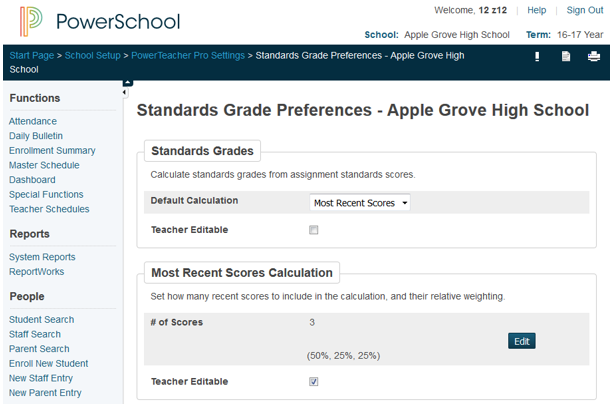 PowerSchool
Welcome, 12 z12 | Help | Sign Out
School: Apple Grove High School Term: 16-17 Year
Start Page > School Setup > PowerTeacher Pro Settings > Standards Grade Preferences - Apple Grove High
School
Functions
Attendance
Daily Bulletin
Enrollment Summary
Master Schedule
Dashboard
Special Functions
Teacher Schedules
Reports
System Reports
ReportWorks
People
Student Search
Staff Search
Parent Search
Enroll New Student
New Staff Entry
New Parent Entry
Standards Grade Preferences - Apple Grove High School
Standards Grades
Calculate standards grades from assignment standards scores.
Default Calculation Most Recent Scores
Teacher Editable
Most Recent Scores Calculation
Set how many recent scores to include in the calculation, and their relative weighting.
# of Scores 3
Edit
(50%, 25%, 25%)
Teacher Editable